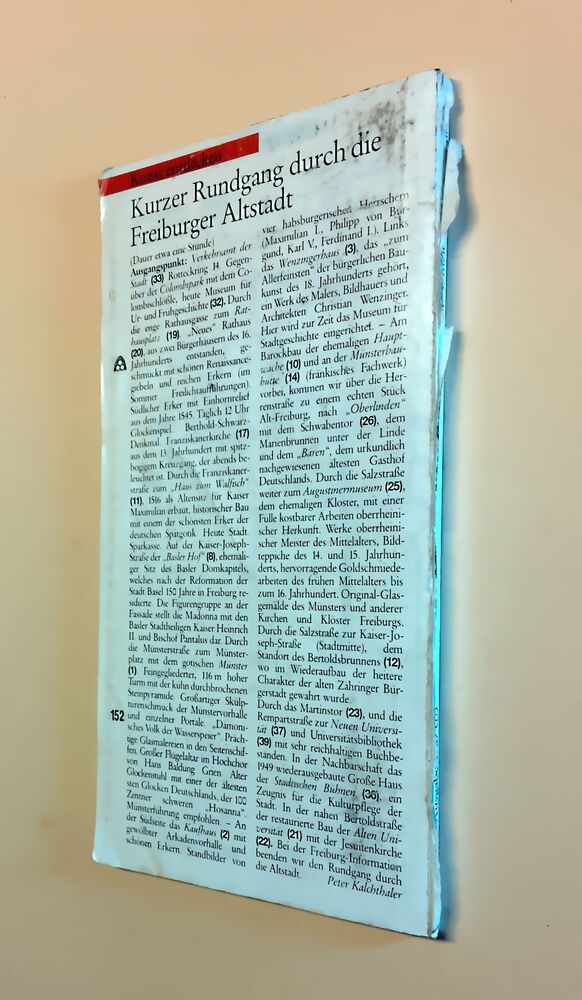 Kunst entdecken
Kurzer Rundgang durch die
Freiburger Altstadt
(Dauer etwa eine Stunde)
Ausgangspunkt: Verkehrsamt der
Stadt (33) Rotteckring 14. Gegen-
über der Colombipark mit dem Co-
lombischlößle, heute Museum für
Ur- und Frühgeschichte (32). Durch
die enge Rathausgasse zum Rat-
hausplatz (19). „Neues" Rathaus
(20), aus zwei Bürgerhäusern des 16.
Jahrhunderts entstanden, ge-
schmückt mit schönen Renaissance-
giebeln und reichen Erkern (im
Sommer Freilichtaufführungen).
Südlicher Erker mit Einhornrelief
aus dem Jahre 1545. Täglich 12 Uhr
Glockenspiel. Berthold-Schwarz-
Denkmal. Franziskanerkirche (17)
aus dem 13. Jahrhundert mit spitz-
bogigem Kreuzgang, der abends be-
leuchtet ist. Durch die Franziskaner-
straße zum „Haus zum Walfisch"
(11). 1516 als Altensitz für Kaiser
Maximilian erbaut, historischer Bau
mit einem der schönsten Erker der
deutschen Spätgotik. Heute Stadt.
Sparkasse. Auf der Kaiser-Joseph-
Straße der „Basler Hof" (8), ehemali-
ger Sitz des Basler Domkapitels,
welches nach der Reformation der
Stadt Basel 150 Jahre in Freiburg re-
sidierte. Die Figurengruppe an der
Fassade stellt die Madonna mit den
Basler Stadtheiligen Kaiser Heinrich
II. und Bischof Pantalus dar. Durch
die Münsterstraße zum Münster-
platz mit dem gotischen Münster
(1). Feingegliederter, 116 m hoher
Turm mit der kühn durchbrochenen
Steinpyramide. Großartiger Skulp-
turenschmuck der Münstervorhalle
und einzelner Portale. „Dämoni-
sches Volk der Wasserspeier". Präch-
tige Glasmalereien in den Seitenschif-
fen. Großer Flügelaltar im Hochchor
von Hans Baldung Grien. Alter
Glockenstuhl mit einer der ältesten
sten Glocken Deutschlands, der 100
Zentner schweren „Hosanna".
Münsterführung empfohlen. – An
der Südseite das Kaufhaus (2) mit
gewölbter Arkadenvorhalle und
schönen Erkern. Standbilder von
152
vier habsburgerischen Herrschern
(Maximilian I., Philipp von Bur-
gund, Karl V., Ferdinand I.). Links
das Wenzingerhaus (3), das „zum
Allerfeinsten" der bürgerlichen Bau-
kunst des 18. Jahrhunderts gehört,
ein Werk des Malers, Bildhauers und
Architekten Christian Wenzinger.
Hier wird zur Zeit das Museum für
Stadtgeschichte eingerichtet. – Am
Barockbau der ehemaligen Haupt-
wache (10) und an der Münsterbau-
hütte (14) (fränkisches Fachwerk)
vorbei, kommen wir über die Her-
renstraße zu einem echten Stück
Alt-Freiburg, nach „Oberlinden"
mit dem Schwabentor (26), dem
Marienbrunnen unter der Linde
und dem „Bären", dem urkundlich
nachgewiesenen ältesten Gasthof
Deutschlands. Durch die Salzstraße
weiter zum Augustinermuseum (25),
dem ehemaligen Kloster, mit einer
Fülle kostbarer Arbeiten oberrheini-
scher Herkunft. Werke oberrheini-
scher Meister des Mittelalters, Bild-
teppiche des 14. und 15. Jahrhun-
derts, hervorragende Goldschmiede-
arbeiten des frühen Mittelalters bis
zum 16. Jahrhundert. Original-Glas-
gemälde des Münsters und anderer
Kirchen und Klöster Freiburgs.
Durch die Salzstraße zur Kaiser-Jo-
seph-Straße (Stadtmitte), dem
Standort des Bertoldsbrunnens (12),
wo im Wiederaufbau der heitere
Charakter der alten Zähringer Bür-
gerstadt gewahrt wurde.
Durch das Martinstor (23), und die
Rempartstraße zur Neuen Universi-
tät (37) und Universitätsbibliothek
(39) mit sehr reichhaltigen Buchbe-
ständen. In der Nachbarschaft das
1949 wiederausgebaute Große Haus
der Städtischen Bühnen (36), ein
Zeugnis für die Kulturpflege der
Stadt. In der nahen Bertoldstraße
der restaurierte Bau der Alten Uni-
versität (21) mit der Jesuitenkirche
(22). Bei der Freiburg-Information
beenden wir den Rundgang durch
die Altstadt.
Peter Kalchthaler